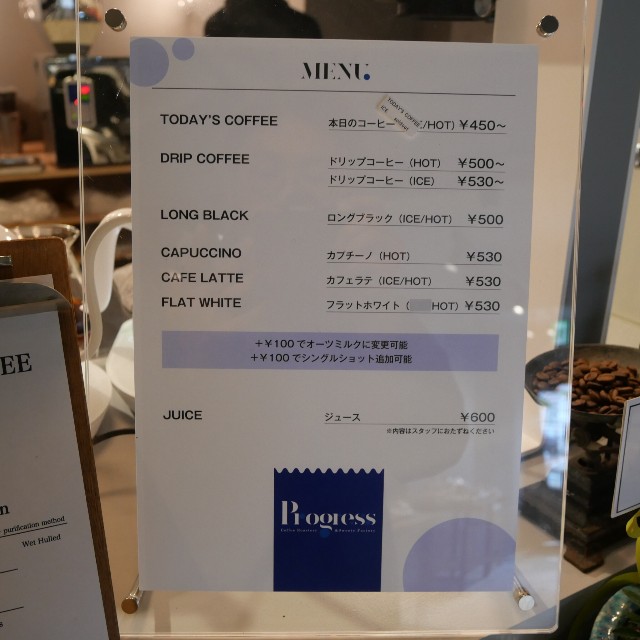 MENU.
TODAY'S COFFEE 本日のコーヒー /HOT) ¥450〜
TODAY'S COFFEE
ICE
DRIP COFFEE ドリップコーヒー（HOT） ¥500〜
ドリップコーヒー（ICE） ¥530〜
LONG BLACK ロングブラック（ICE/HOT） ¥500
CAPUCCINO カプチーノ（HOT） ¥530
CAFE LATTE カフェラテ（ICE/HOT） ¥530
FLAT WHITE フラットホワイト（ HOT）¥530
＋¥100でオーツミルクに変更可能
＋¥100でシングルショット追加可能
JUICE ジュース ¥600
※内容はスタッフにおたずねください
Progress
EE
n
purification method
Wet Hulled